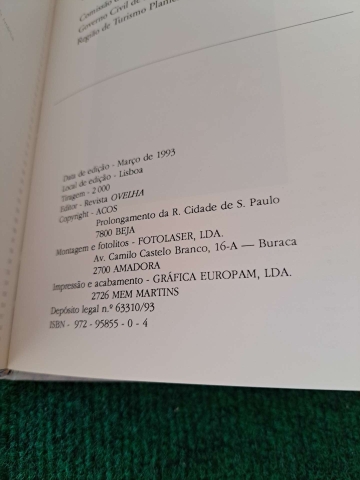 Comissão
Governo Civil de
Região de Turismo
Data de edição - Março de 1993
Local de edição - Lisboa
Tiragem - 2 000
Editor - Revista OVELHA
Copyright - ACOS
Prolongamento da R. Cidade de S. Paulo
7800 BEJA
Montagem e fotolitos - FOTOLASER, LDA.
Av. Camilo Castelo Branco, 16-A — Buraca
2700 AMADORA
Impressão e acabamento - GRÁFICA EUROPAM, LDA.
2726 MEM MARTINS
Depósito legal n.º 63310/93
ISBN - 972 - 95855 - 0 - 4